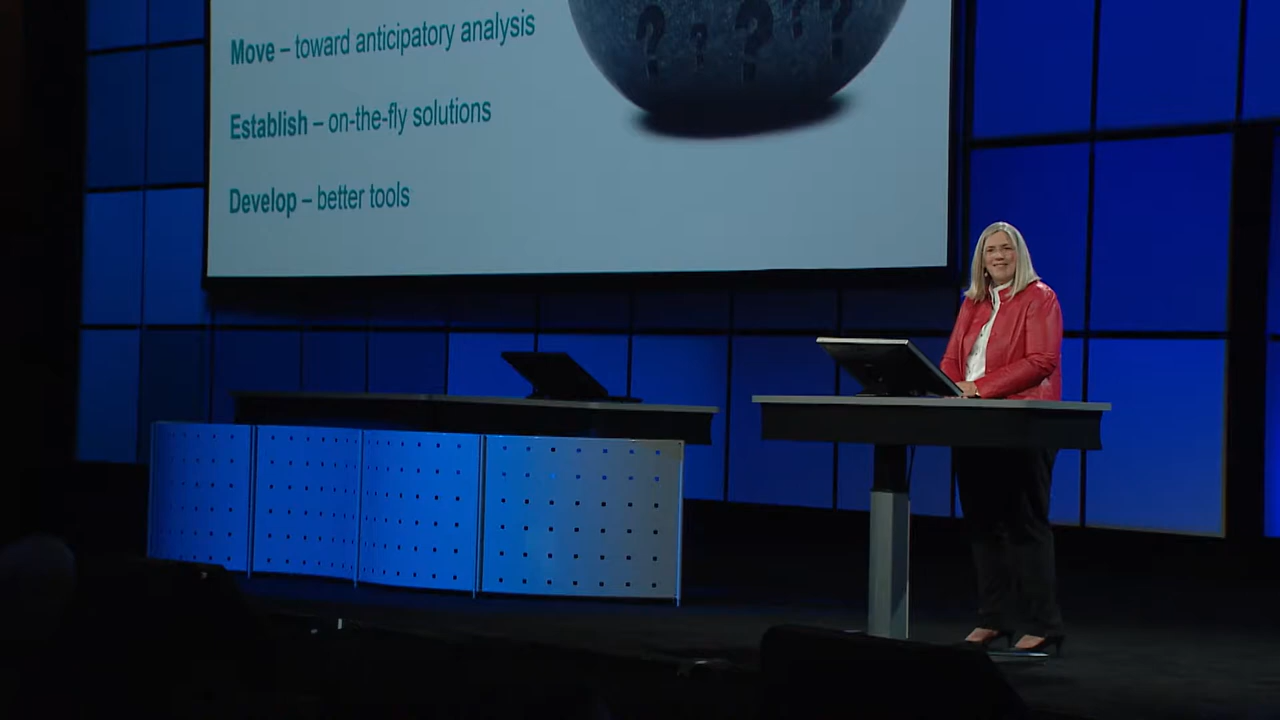 Move – toward anticipatory analysis
Establish – on-the-fly solutions
Develop – better tools